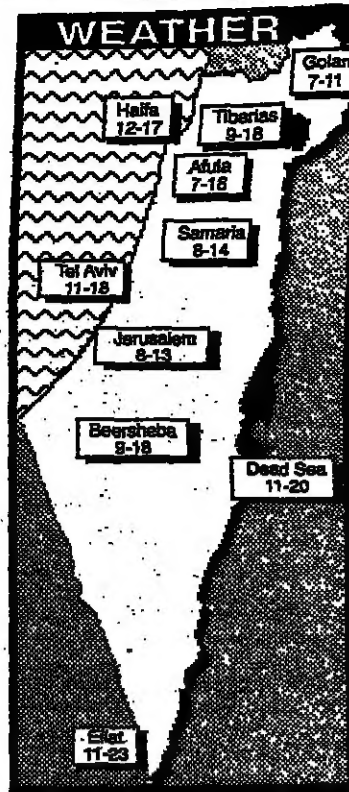 WEATHER
Golan
7-11
Haifa
12-17
Tiberias
9-18
Afula
7-16
Samaria
8-14
Tel Aviv
11-18
Jerusalem
8-13
Beersheba
9-18
Dead Sea
11-20
Eilat
11-23